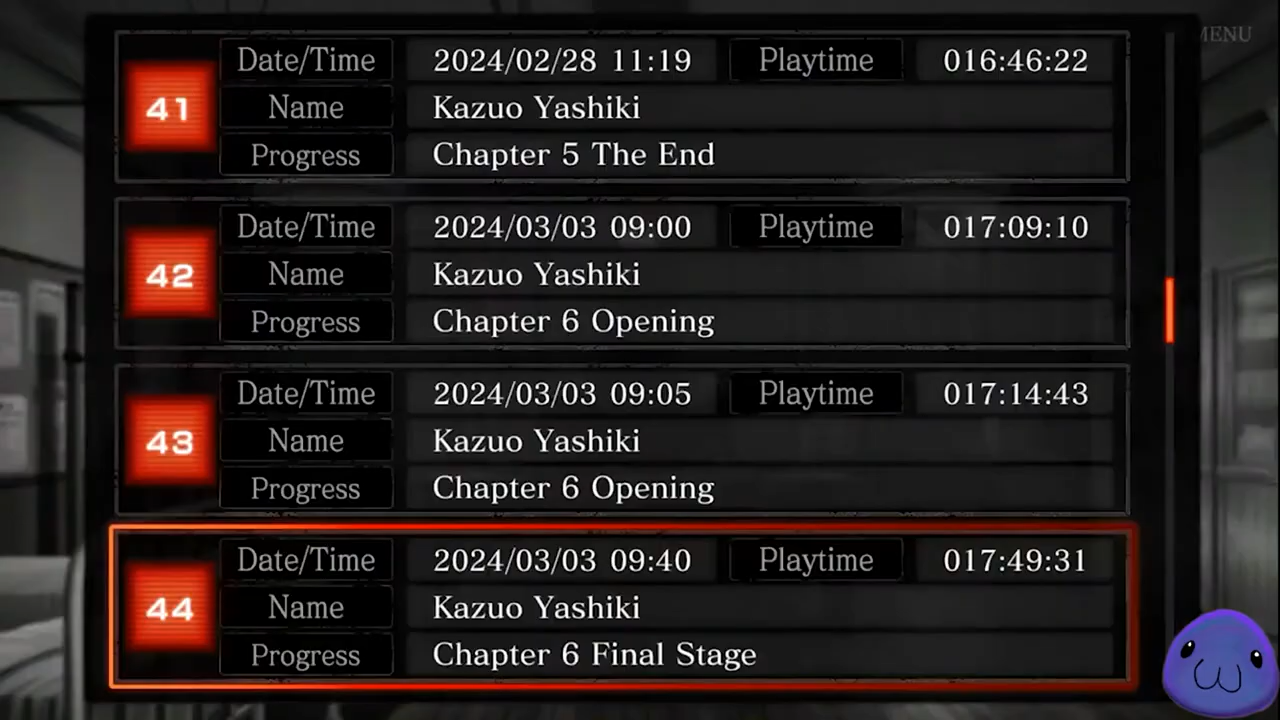 MENU
41
Date/Time 2024/02/28 11:19 Playtime 016:46:22
Name Kazuo Yashiki
Progress Chapter 5 The End
42
Date/Time 2024/03/03 09:00 Playtime 017:09:10
Name Kazuo Yashiki
Progress Chapter 6 Opening
43
Date/Time 2024/03/03 09:05 Playtime 017:14:43
Name Kazuo Yashiki
Progress Chapter 6 Opening
44
Date/Time 2024/03/03 09:40 Playtime 017:49:31
Name Kazuo Yashiki
Progress Chapter 6 Final Stage